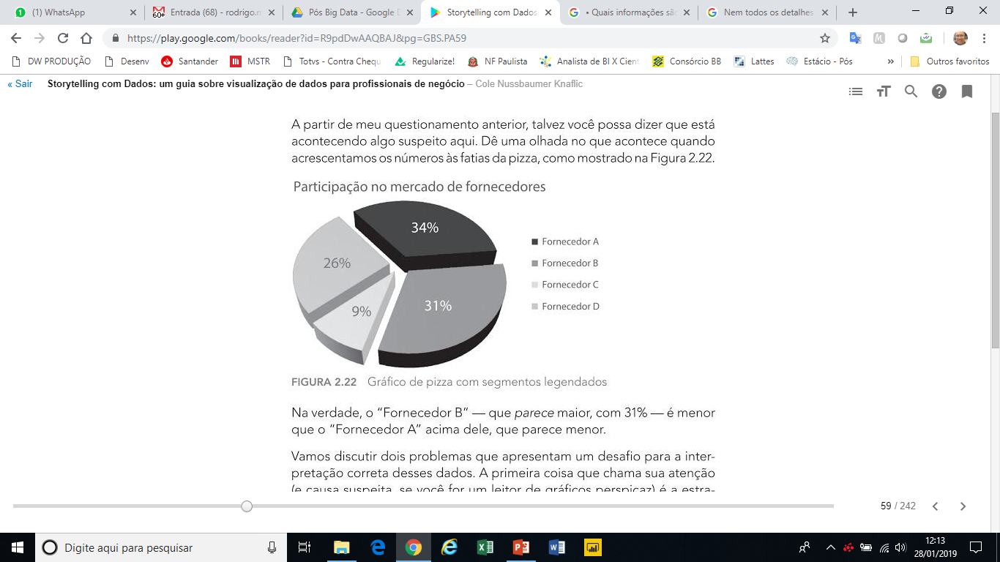 (1) WhatsApp
60+
Entrada (68) - rodrigo.m
Pós Big Data - Google D
Storytelling com Dados
• Quais informações são
Nem todos os detalhes
https://play.google.com/books/reader?id=R9pdDwAAQBAJ&pg=GBS.PA59
DW PRODUÇÃO
Desenv
Santander
MSTR
Totvs - Contra Chequ
Regularize!
NF Paulista
Analista de BI X Cient
Consórcio BB
Lattes
Estácio - Pós
»
Outros favoritos
« Sair
Storytelling com Dados: um guia sobre visualização de dados para profissionais de negócio – Cole Nussbaumer Knaflic
A partir de meu questionamento anterior, talvez você possa dizer que está
acontecendo algo suspeito aqui. Dê uma olhada no que acontece quando
acrescentamos os números às fatias da pizza, como mostrado na Figura 2.22.
Participação no mercado de fornecedores
34%
26%
9%
31%
Fornecedor A
Fornecedor B
Fornecedor C
Fornecedor D
FIGURA 2.22 Gráfico de pizza com segmentos legendados
Na verdade, o “Fornecedor B” — que parece maior, com 31% — é menor
que o “Fornecedor A” acima dele, que parece menor.
Vamos discutir dois problemas que apresentam um desafio para a inter-
pretação correta desses dados. A primeira coisa que chama sua atenção
(e causa suspeita, se você for um leitor de gráficos perspicaz) é a estra-
59 / 242
Digite aqui para pesquisar
12:13
28/01/2019